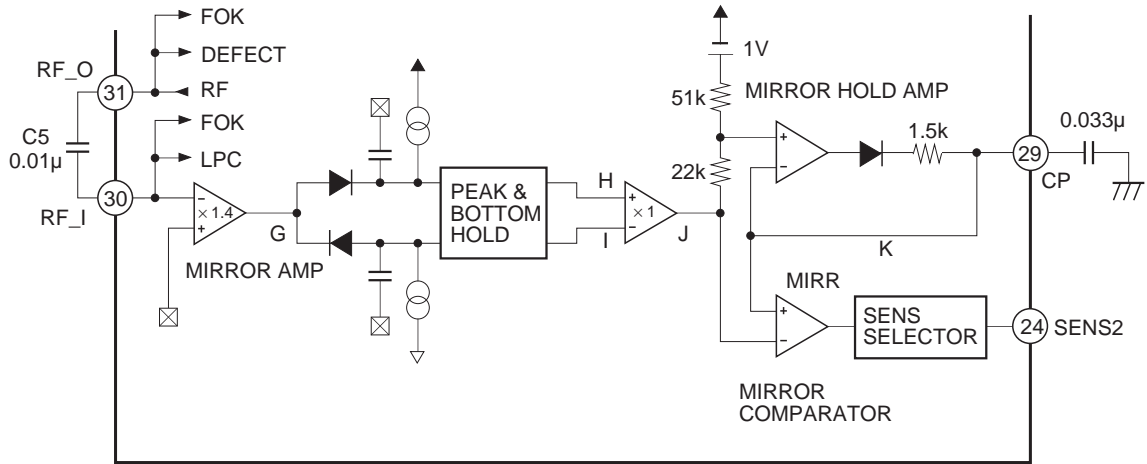 FOK
DEFECT
RF_O
31
RF
FOK
C5
0.01µ
LPC
30
RF_I
−
× 1.4
+
G
MIRROR AMP
PEAK &
BOTTOM
HOLD
H
I
+
× 1
−
J
1V
51k
MIRROR HOLD AMP
22k
+
−
1.5k
0.033µ
29
CP
K
MIRR
+
−
SENS
SELECTOR
24
SENS2
MIRROR
COMPARATOR